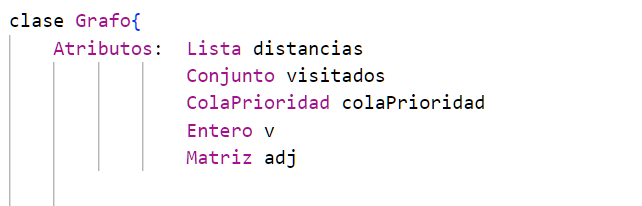 clase Grafo{
Atributos: Lista distancias
Conjunto visitados
ColaPrioridad colaPrioridad
Entero v
Matriz adj